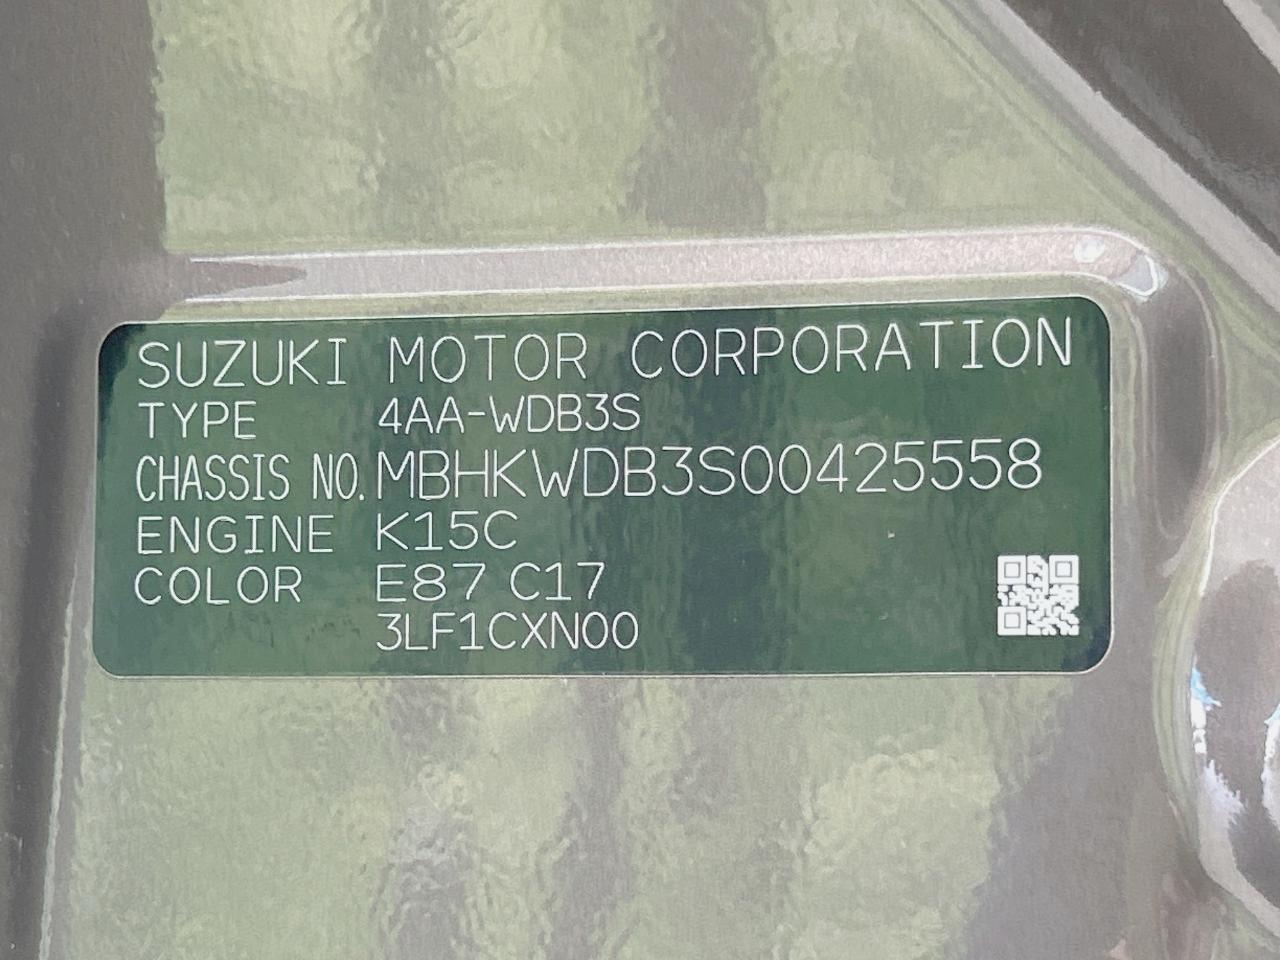 SUZUKI MOTOR CORPORATION
TYPE 4AA-WDB3S
CHASSIS NO. MBHKWDB3S00425558
ENGINE K15C
COLOR E87 C17
3LF1CXN00